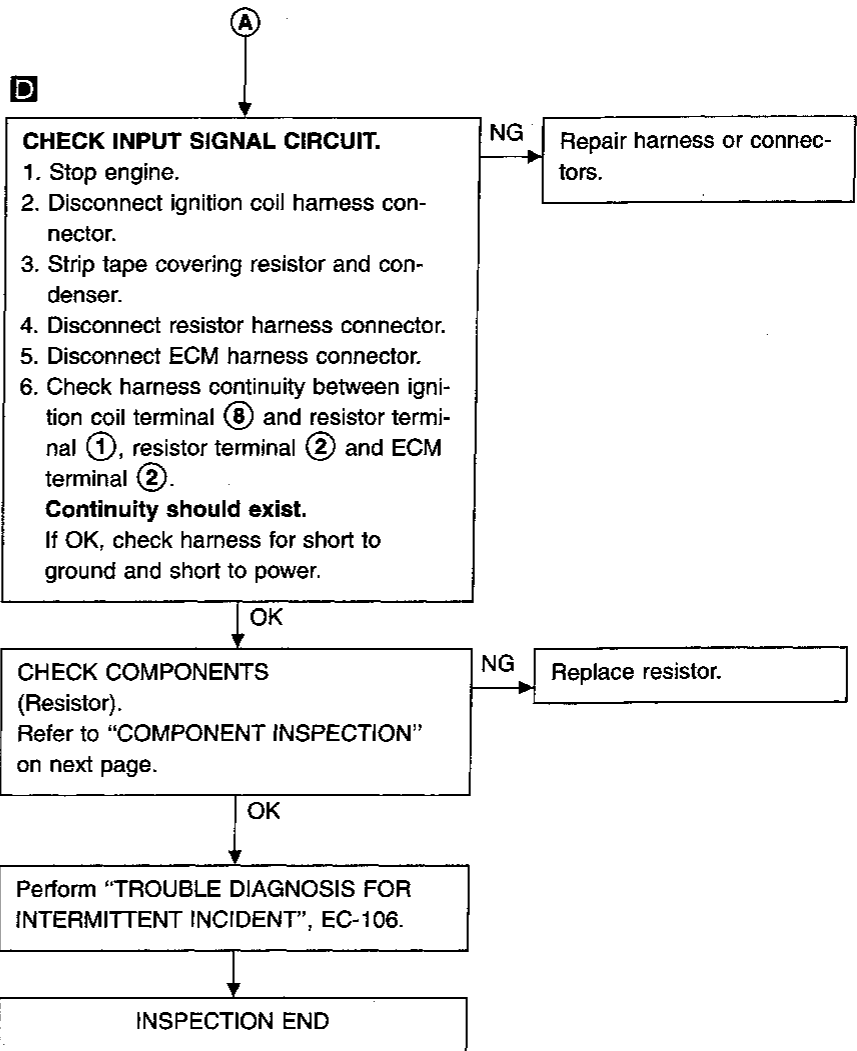 A
D
CHECK INPUT SIGNAL CIRCUIT.
1. Stop engine.
2. Disconnect ignition coil harness con-
nector.
3. Strip tape covering resistor and con-
denser.
4. Disconnect resistor harness connector.
5. Disconnect ECM harness connector.
6. Check harness continuity between igni-
tion coil terminal ⑧ and resistor termi-
nal ①, resistor terminal ② and ECM
terminal ②.
Continuity should exist.
If OK, check harness for short to
ground and short to power.
NG
Repair harness or connec-
tors.
OK
CHECK COMPONENTS
(Resistor).
Refer to "COMPONENT INSPECTION"
on next page.
NG
Replace resistor.
OK
Perform "TROUBLE DIAGNOSIS FOR
INTERMITTENT INCIDENT", EC-106.
INSPECTION END